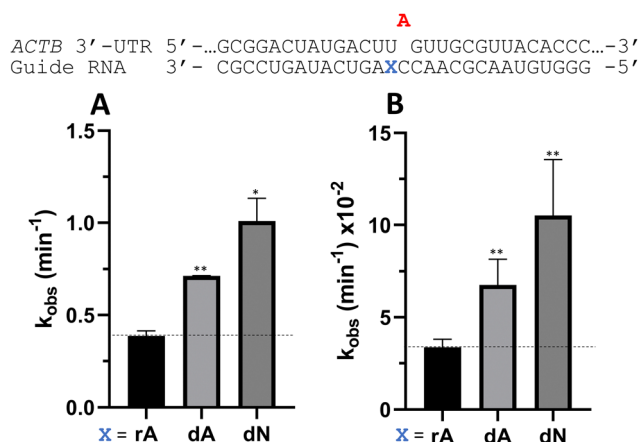 A
ACTB 3’-UTR 5’-…GCGGACUAUGACUU GUUGCGUUACACCC…-3’
Guide RNA 3’- CGCCUGAUACUGAXCCAACGCAAUGUGGG -5’
A
kobs (min-1)
1.5
1.0
0.5
0.0
**
*
X = rA dA dN
B
kobs (min-1) x10-2
15
10
5
0
**
**
X = rA dA dN